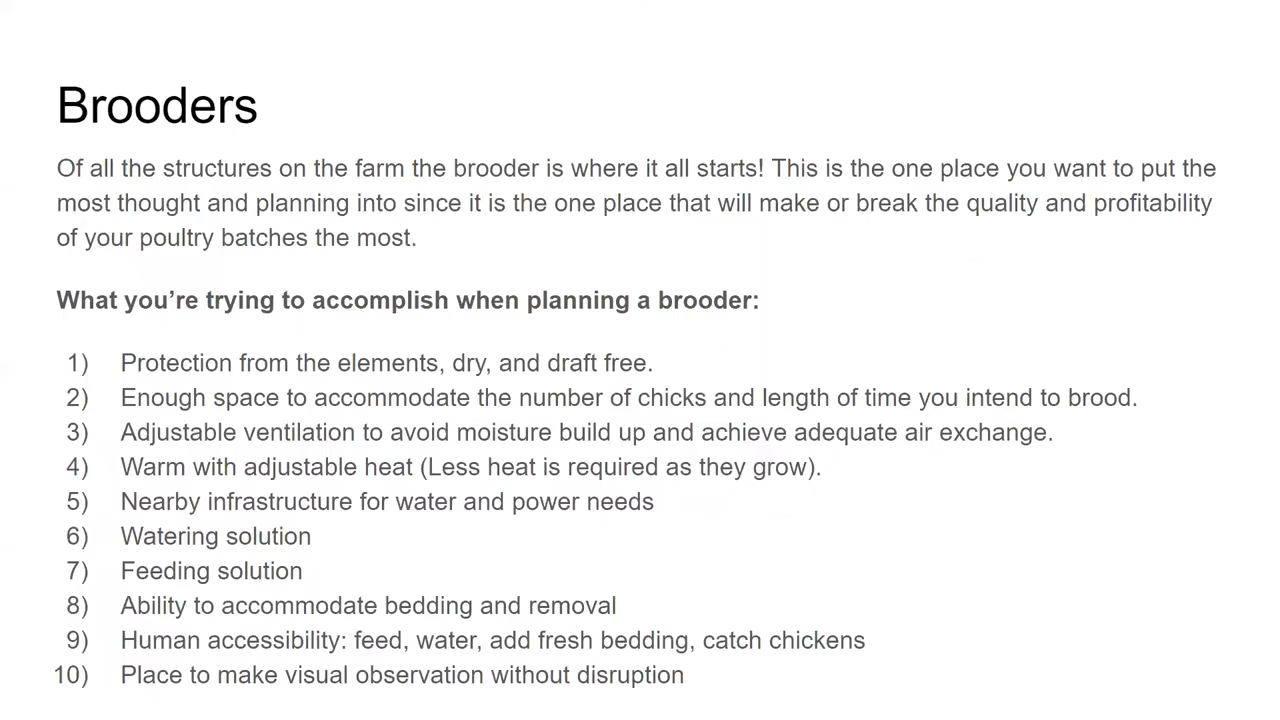 Brooders
Of all the structures on the farm the brooder is where it all starts! This is the one place you want to put the
most thought and planning into since it is the one place that will make or break the quality and profitability
of your poultry batches the most.
What you’re trying to accomplish when planning a brooder:
1) Protection from the elements, dry, and draft free.
2) Enough space to accommodate the number of chicks and length of time you intend to brood.
3) Adjustable ventilation to avoid moisture build up and achieve adequate air exchange.
4) Warm with adjustable heat (Less heat is required as they grow).
5) Nearby infrastructure for water and power needs
6) Watering solution
7) Feeding solution
8) Ability to accommodate bedding and removal
9) Human accessibility: feed, water, add fresh bedding, catch chickens
10) Place to make visual observation without disruption